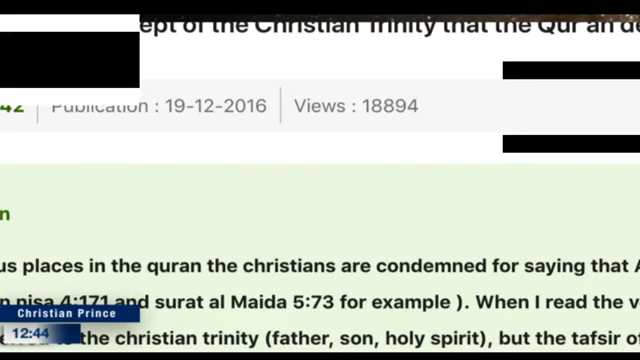 ept of the Christian Trinity that the Qur'an de
42 | Publication : 19-12-2016 | Views : 18894
n
us places in the quran the christians are condemned for saying that A
n nisa 4:171 and surat al Maida 5:73 for example ). When I read the v
Christian Prince
12:44
the christian trinity (father, son, holy spirit), but the tafsir of